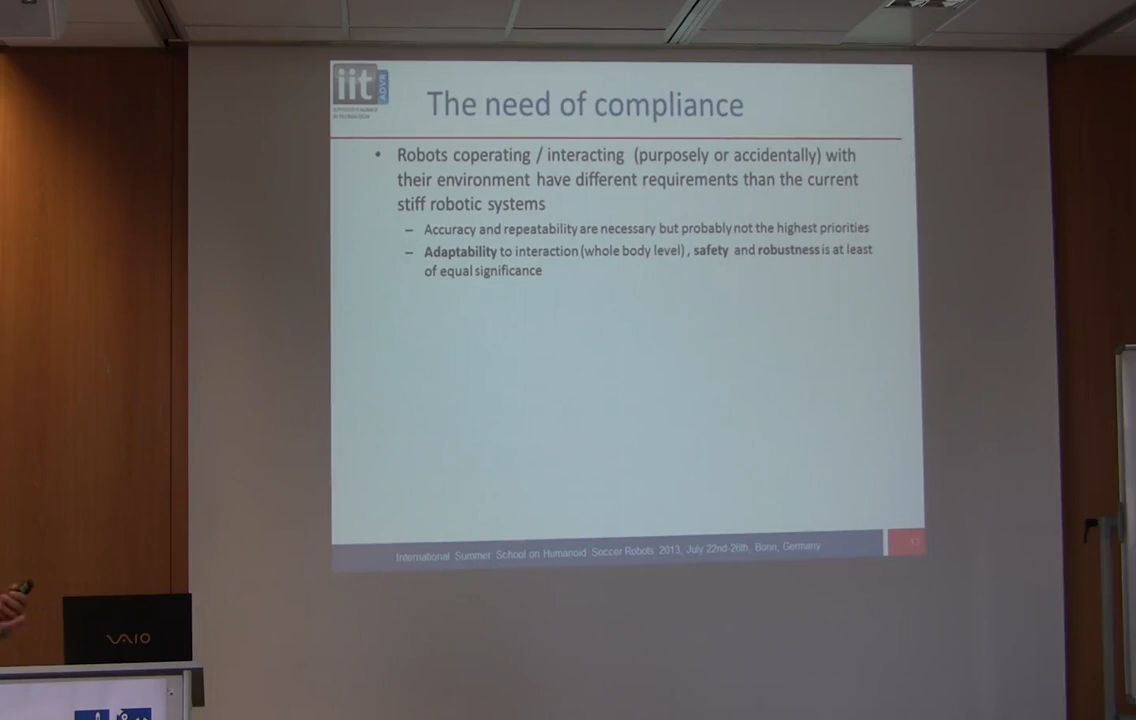 iit
ADVR
The need of compliance
• Robots coperating / interacting (purposely or accidentally) with
their environment have different requirements than the current
stiff robotic systems
– Accuracy and repeatability are necessary but probably not the highest priorities
– Adaptability to interaction (whole body level) , safety and robustness is at least
of equal significance
International Summer School on Humanoid Soccer Robots 2013, July 22nd-26th, Bonn, Germany
13
VAIO